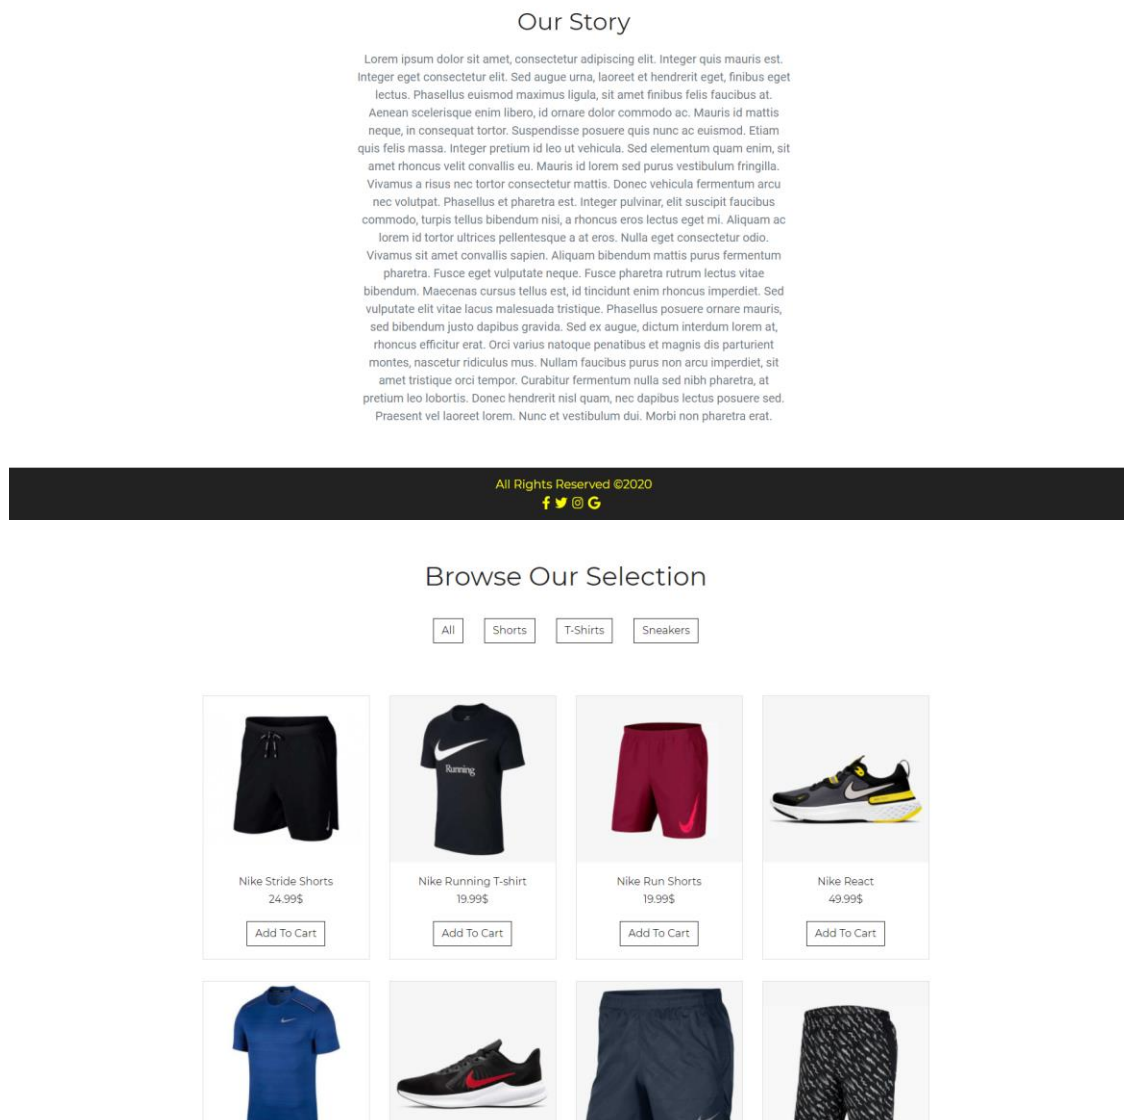 Our Story
Lorem ipsum dolor sit amet, consectetur adipiscing elit. Integer quis mauris est.
Integer eget consectetur elit. Sed augue urna, laoreet et hendrerit eget, finibus eget
lectus. Phasellus euismod maximus ligula, sit amet finibus felis faucibus at.
Aenean scelerisque enim libero, id ornare dolor commodo ac. Mauris id mattis
neque, in consequat tortor. Suspendisse posuere quis nunc ac euismod. Etiam
quis felis massa. Integer pretium id leo ut vehicula. Sed elementum quam enim, sit
amet rhoncus velit convallis eu. Mauris id lorem sed purus vestibulum fringilla.
Vivamus a risus nec tortor consectetur mattis. Donec vehicula fermentum arcu
nec volutpat. Phasellus et pharetra est. Integer pulvinar, elit suscipit faucibus
commodo, turpis tellus bibendum nisi, a rhoncus eros lectus eget mi. Aliquam ac
lorem id tortor ultrices pellentesque a at eros. Nulla eget consectetur odio.
Vivamus sit amet convallis sapien. Aliquam bibendum mattis purus fermentum
pharetra. Fusce eget vulputate neque. Fusce pharetra rutrum lectus vitae
bibendum. Maecenas cursus tellus est, id tincidunt enim rhoncus imperdiet. Sed
vulputate elit vitae lacus malesuada tristique. Phasellus posuere ornare mauris,
sed bibendum justo dapibus gravida. Sed ex augue, dictum interdum lorem at,
rhoncus efficitur erat. Orci varius natoque penatibus et magnis dis parturient
montes, nascetur ridiculus mus. Nullam faucibus purus non arcu imperdiet, sit
amet tristique orci tempor. Curabitur fermentum nulla sed nibh pharetra, at
pretium leo lobortis. Donec hendrerit nisl quam, nec dapibus lectus posuere sed.
Praesent vel laoreet lorem. Nunc et vestibulum dui. Morbi non pharetra erat.
All Rights Reserved ©2020
Browse Our Selection
All Shorts T-Shirts Sneakers
Running
Nike Stride Shorts Nike Running T-shirt Nike Run Shorts Nike React
24.99$ 19.99$ 19.99$ 49.99$
Add To Cart Add To Cart Add To Cart Add To Cart